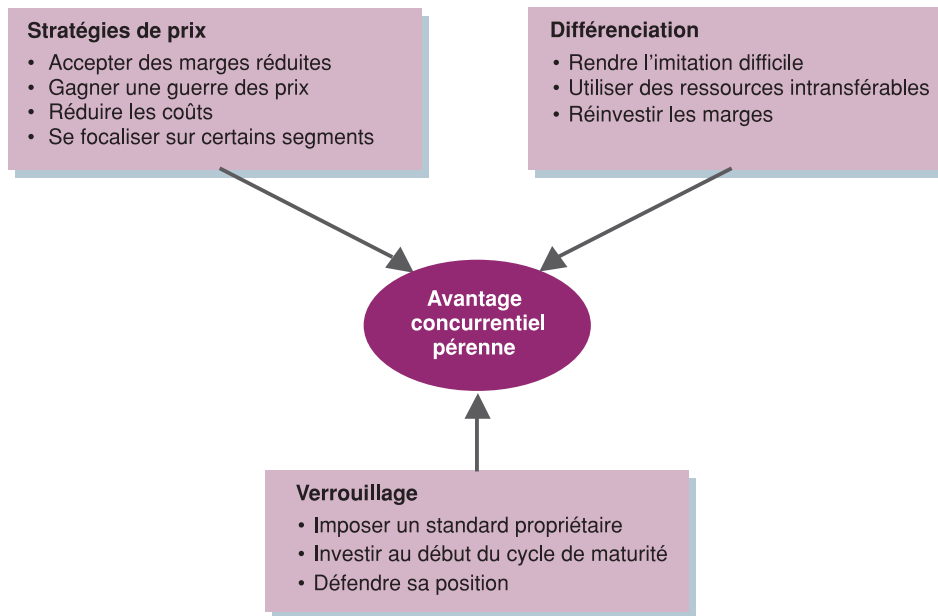 Stratégies de prix
• Accepter des marges réduites
• Gagner une guerre des prix
• Réduire les coûts
• Se focaliser sur certains segments
Différenciation
• Rendre l'imitation difficile
• Utiliser des ressources intransférables
• Réinvestir les marges
Avantage
concurrentiel
pérenne
Verrouillage
• Imposer un standard propriétaire
• Investir au début du cycle de maturité
• Défendre sa position